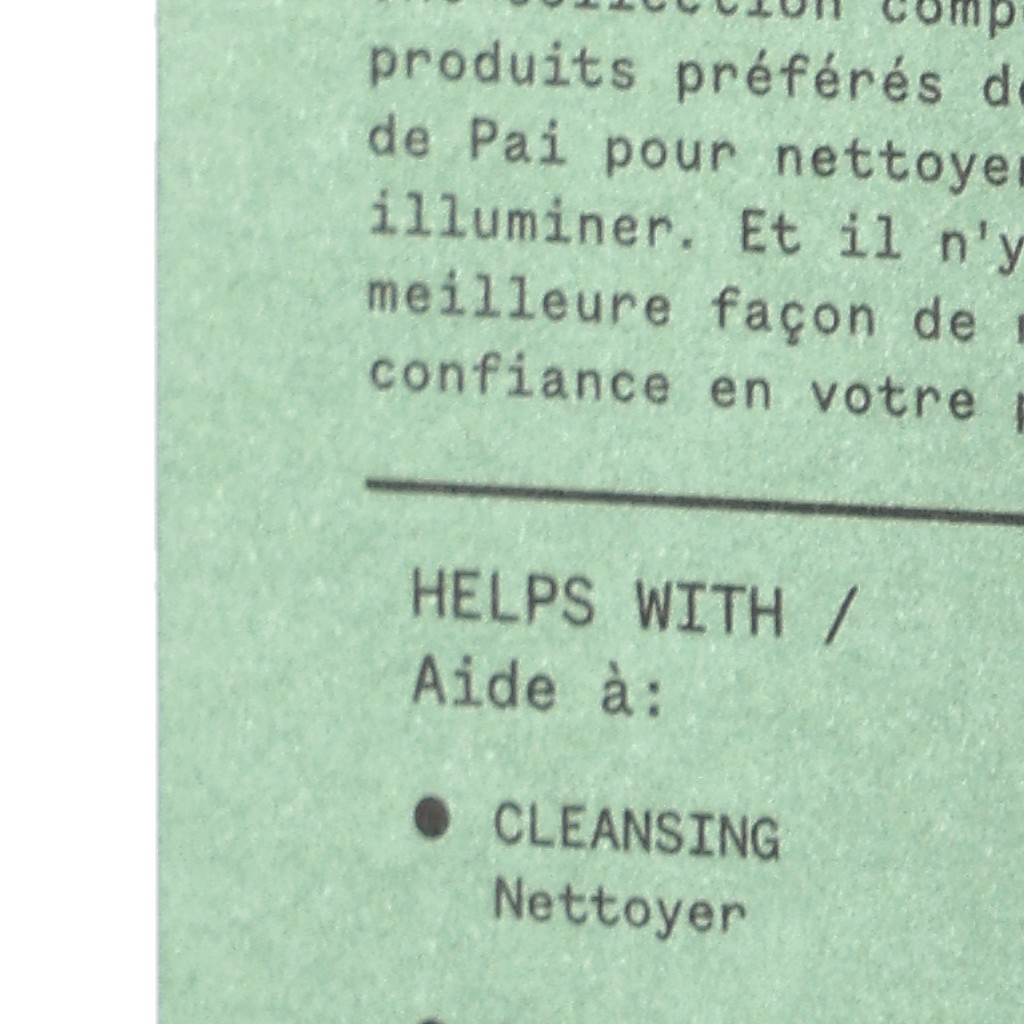 collection
produits préférés
de Pai pour nettoyer
illuminer. Et il n'y
meilleure façon de
confiance en votre
HELPS WITH /
Aide à:
● CLEANSING
Nettoyer